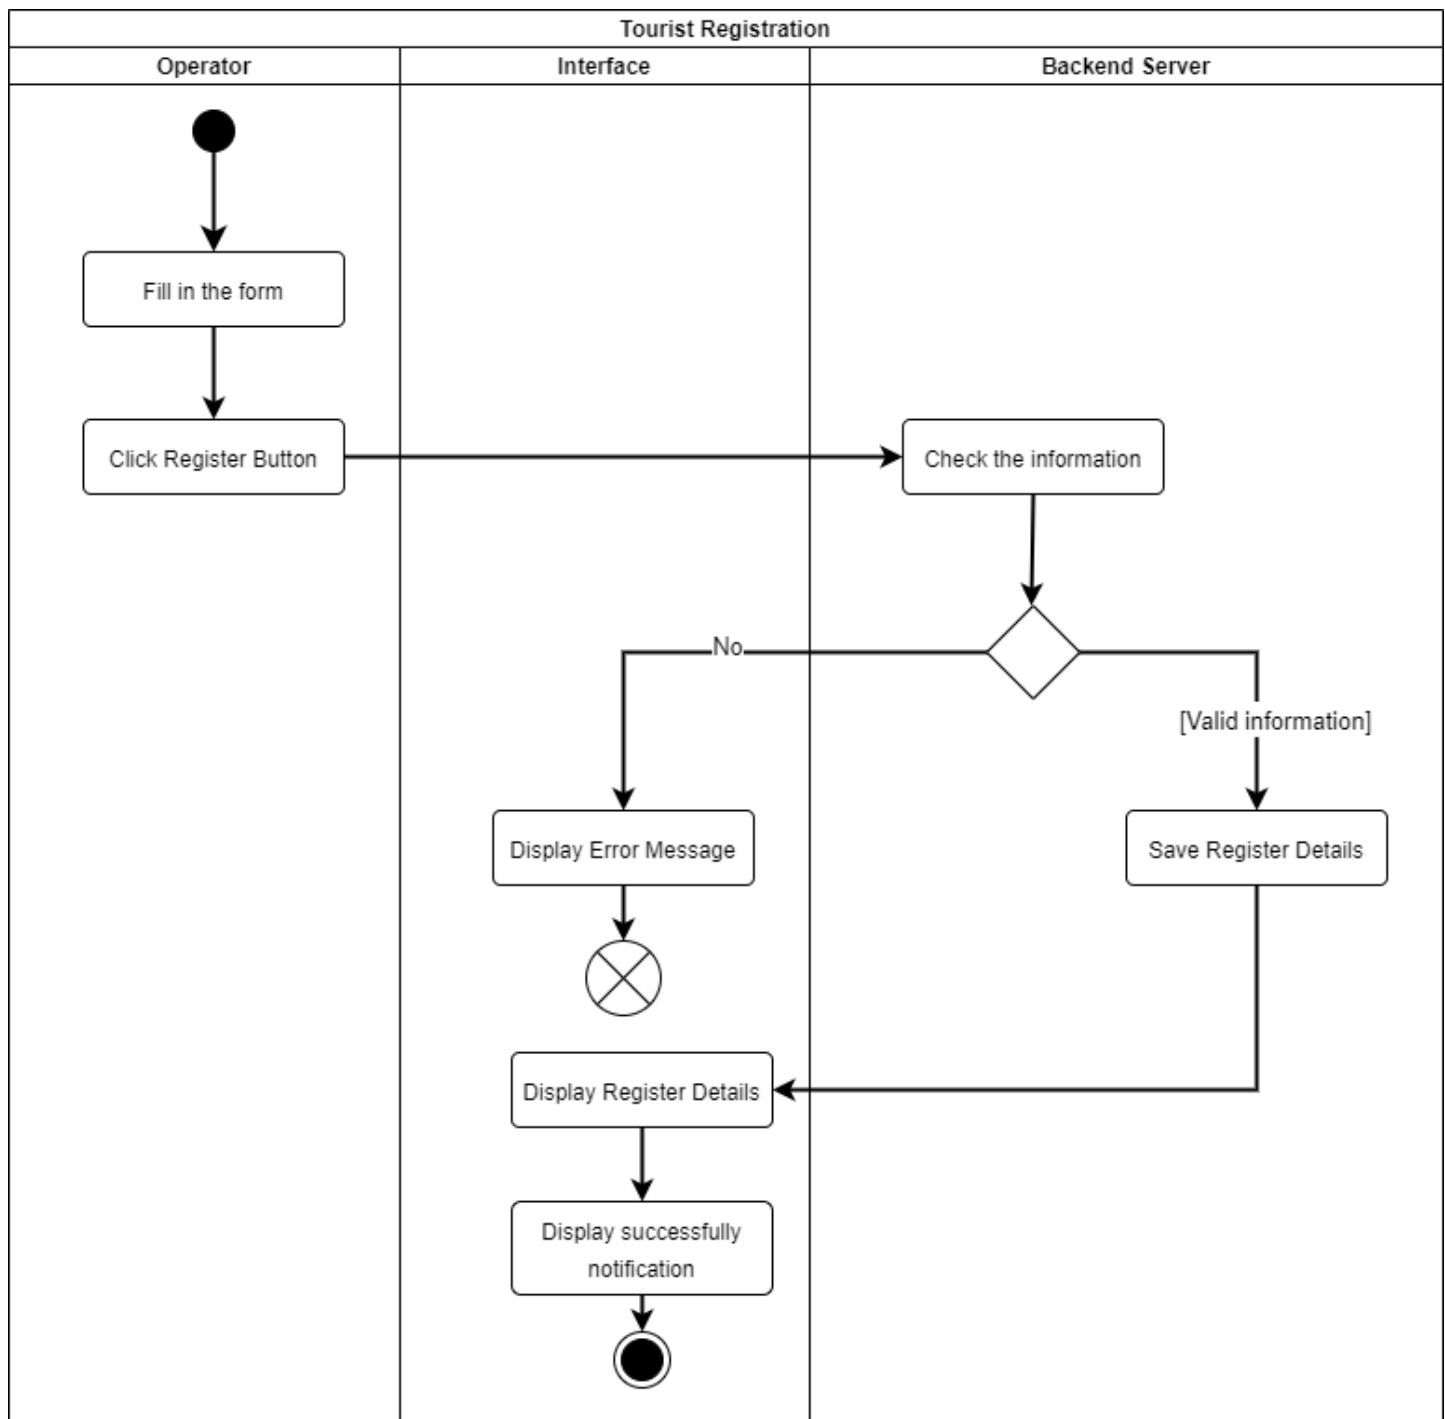 Tourist Registration
Operator
Interface
Backend Server
Fill in the form
Click Register Button
Check the information
No
[Valid information]
Display Error Message
Save Register Details
Display Register Details
Display successfully
notification